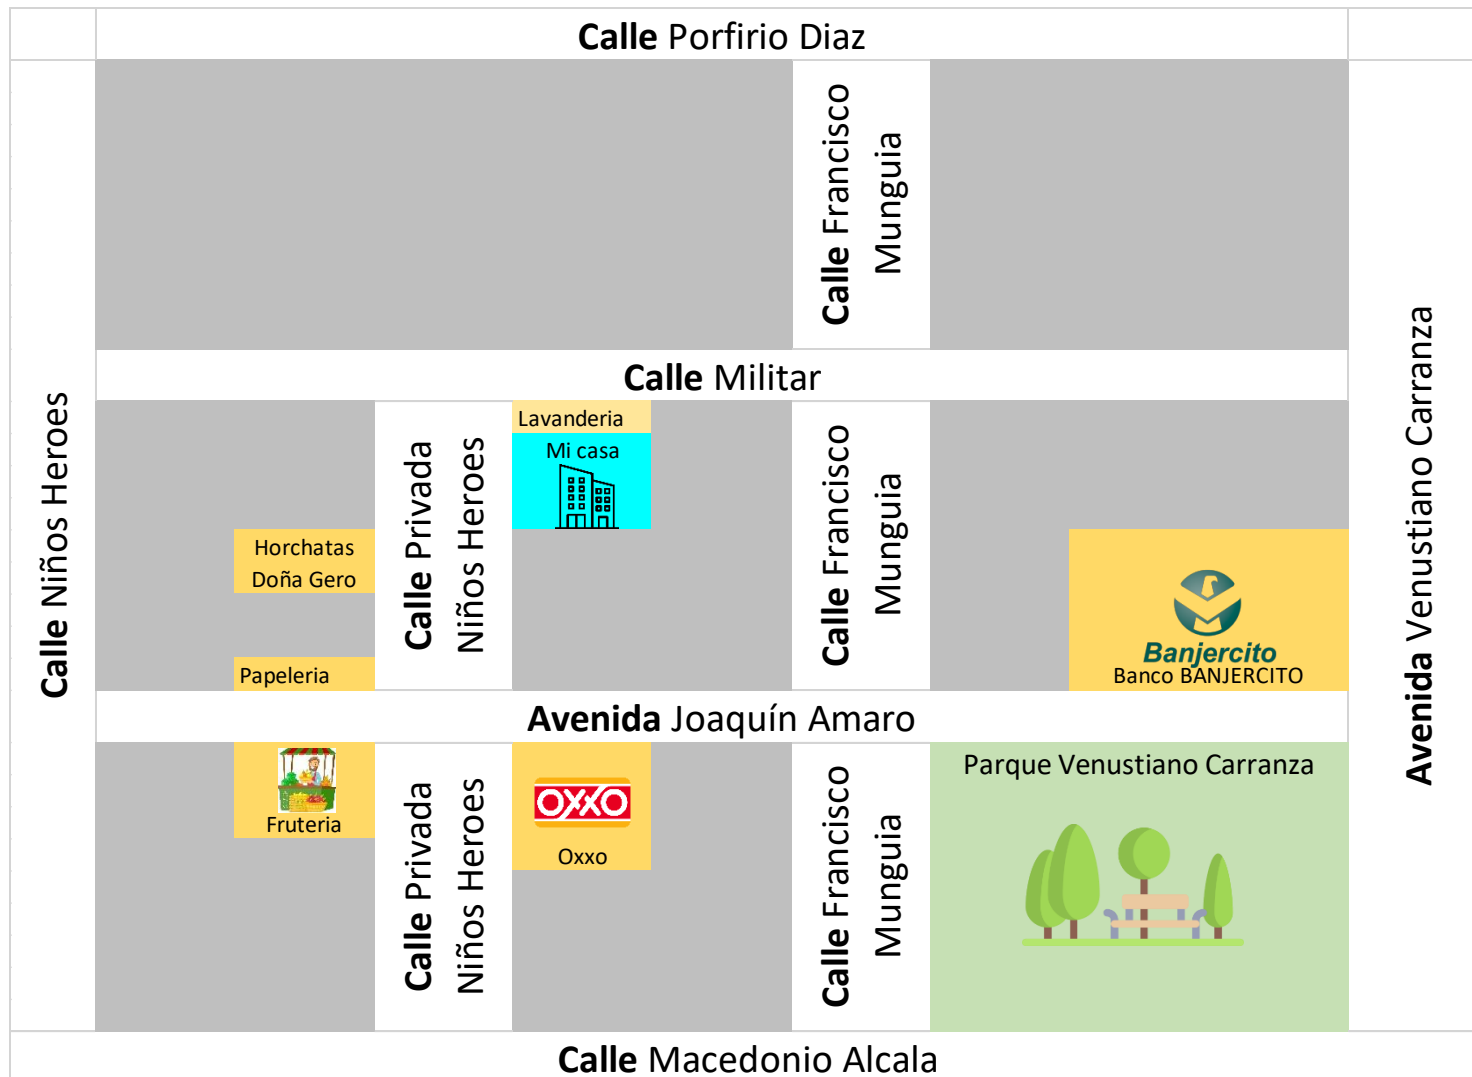 Calle Porfirio Diaz
Calle Francisco
Munguia
Calle Militar
Calle Niños Heroes
Calle Privada
Niños Heroes
Lavanderia
Mi casa
Calle Francisco
Munguia
Avenida Venustiano Carranza
Horchatas
Doña Gero
Papeleria
Banjercito
Banco BANJERCITO
Avenida Joaquín Amaro
Fruteria
Calle Privada
Niños Heroes
OXXO
Oxxo
Calle Francisco
Munguia
Parque Venustiano Carranza
Calle Macedonio Alcala